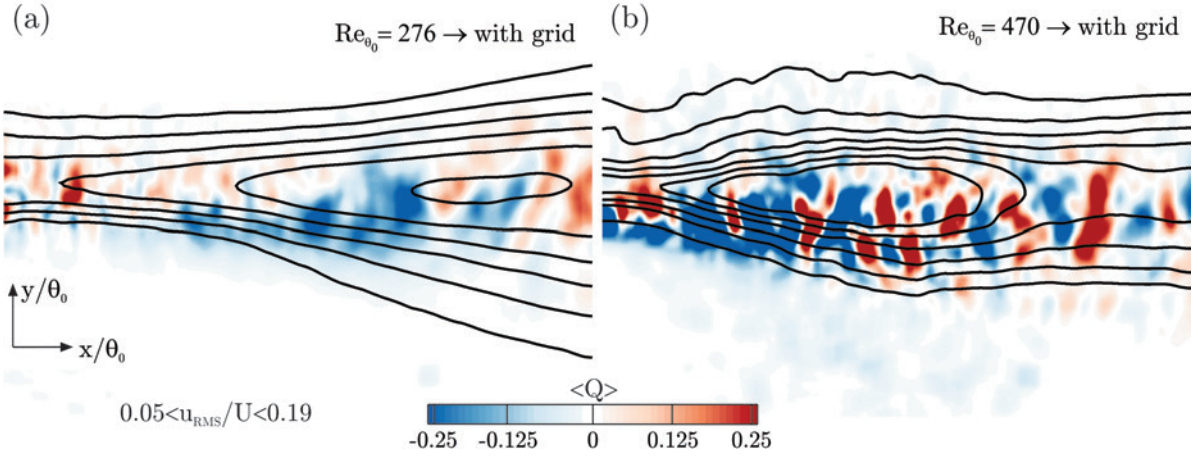 (a)
Re_θ₀ = 276 → with grid
(b)
Re_θ₀ = 470 → with grid
y/θ₀
x/θ₀
0.05<u_RMS/U<0.19
<Q>
-0.25 -0.125 0 0.125 0.25